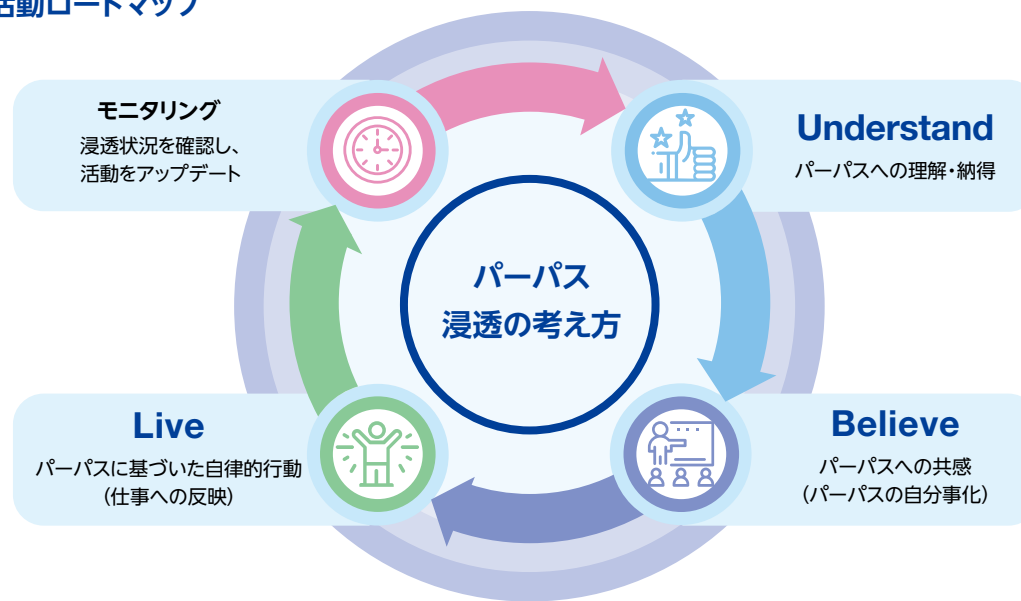 活動ロードマップ
モニタリング
浸透状況を確認し、
活動をアップデート
Understand
パーパスへの理解・納得
パーパス
浸透の考え方
Live
パーパスに基づいた自律的行動
（仕事への反映）
Believe
パーパスへの共感
（パーパスの自分事化）